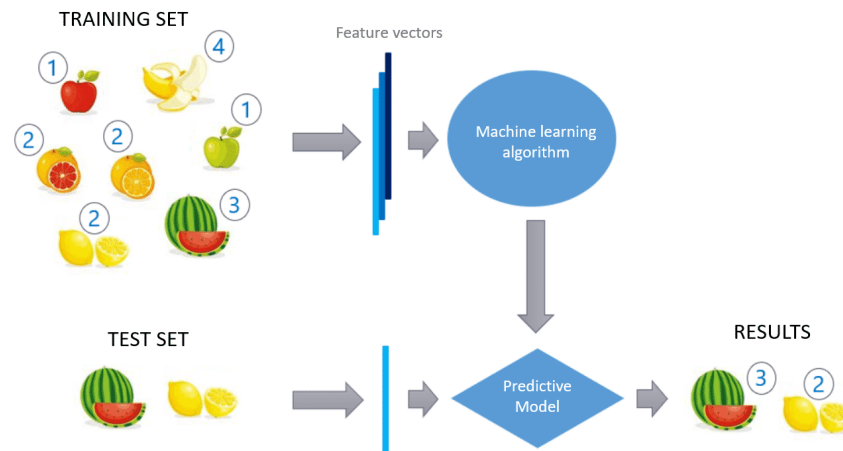 TRAINING SET
Feature vectors
4
1
1
2
2
3
2
Machine learning
algorithm
TEST SET
RESULTS
Predictive
Model
3
2